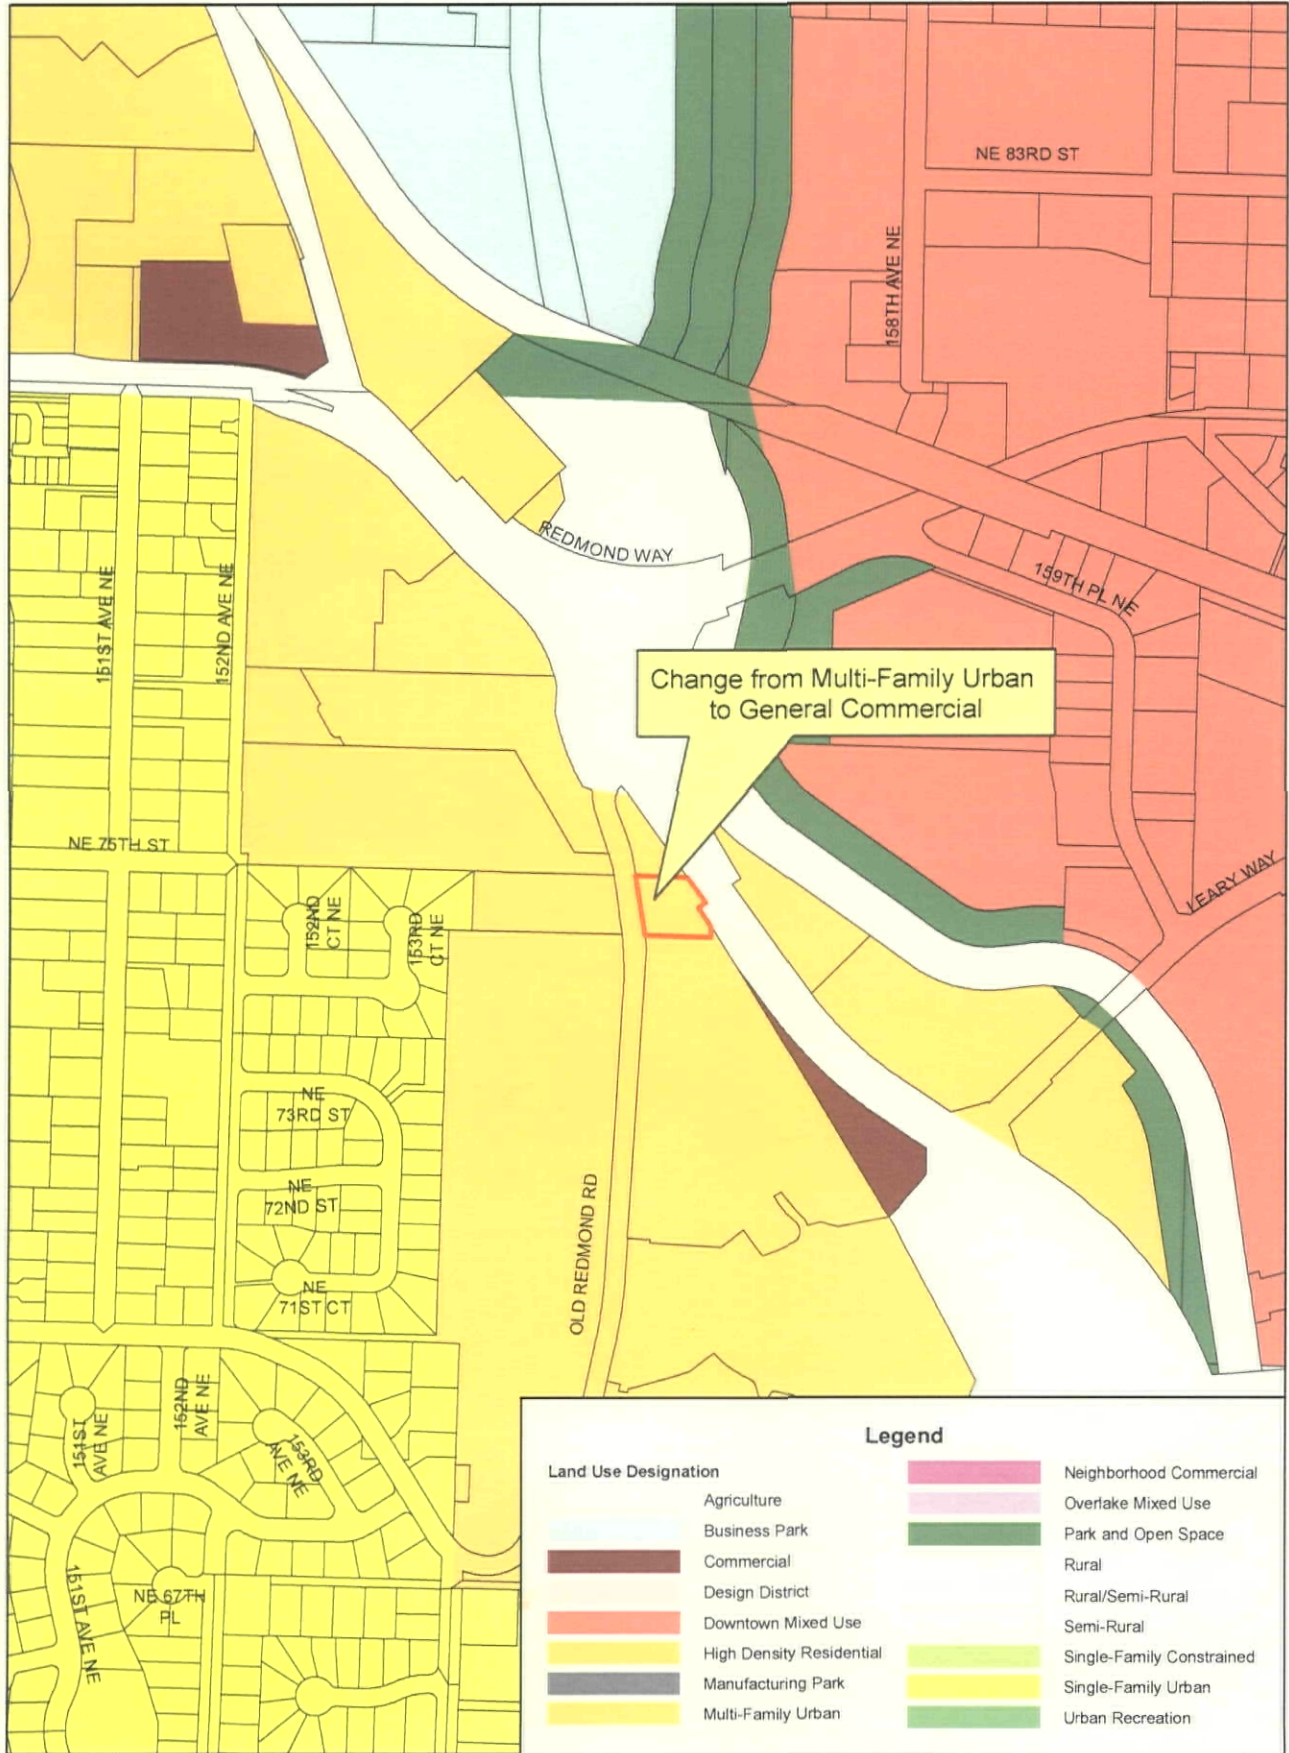 NE 83RD ST
158TH AVE NE
REDMOND WAY
159TH PL NE
151ST AVE NE
152ND AVE NE
Change from Multi-Family Urban
to General Commercial
NE 75TH ST
LEARY WAY
152ND
CT NE
153RD
CT NE
NE
73RD ST
NE
72ND ST
OLD REDMOND RD
NE
71ST CT
151ST
AVE NE
152ND
AVE NE
153RD
AVE NE
151ST AVE NE
NE 67TH
PL
Legend
Land Use Designation
Agriculture
Business Park
Commercial
Design District
Downtown Mixed Use
High Density Residential
Manufacturing Park
Multi-Family Urban
Neighborhood Commercial
Overlake Mixed Use
Park and Open Space
Rural
Rural/Semi-Rural
Semi-Rural
Single-Family Constrained
Single-Family Urban
Urban Recreation